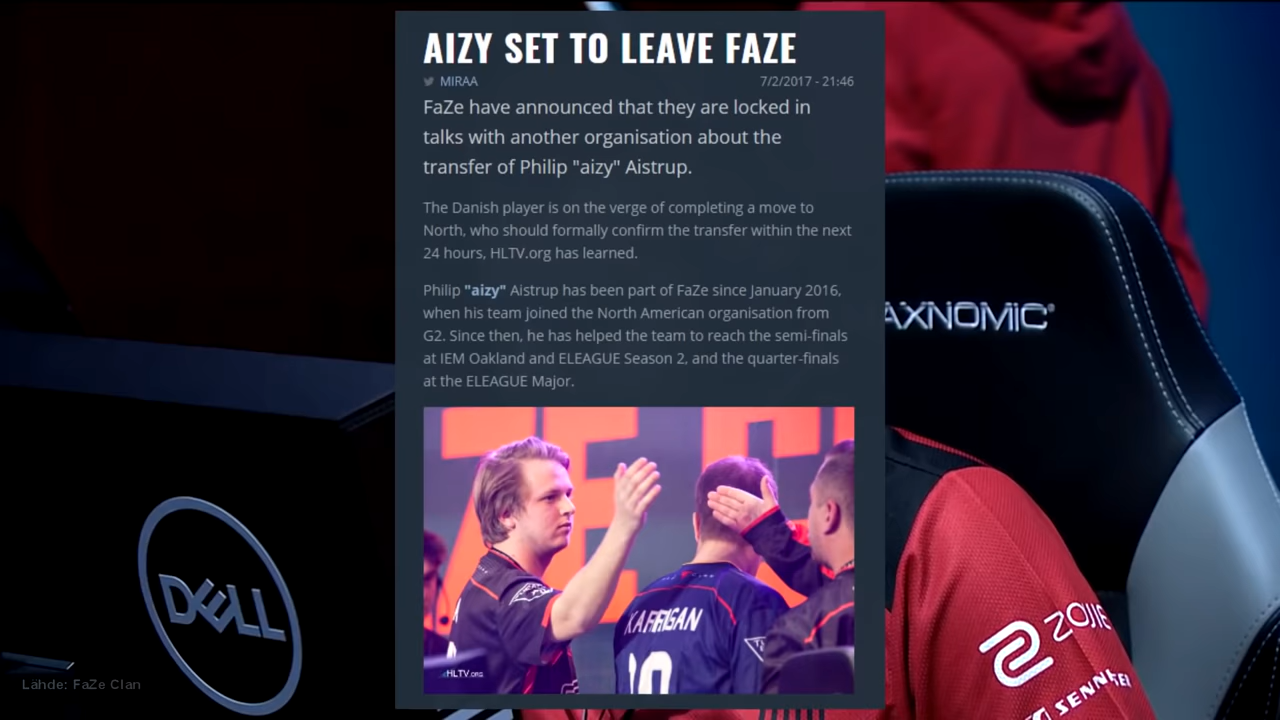 AIZY SET TO LEAVE FAZE
MIRAA 7/2/2017 - 21:46
FaZe have announced that they are locked in
talks with another organisation about the
transfer of Philip "aizy" Aistrup.
The Danish player is on the verge of completing a move to
North, who should formally confirm the transfer within the next
24 hours, HLTV.org has learned.
Philip "aizy" Aistrup has been part of FaZe since January 2016,
when his team joined the North American organisation from
G2. Since then, he has helped the team to reach the semi-finals
at IEM Oakland and ELEAGUE Season 2, and the quarter-finals
at the ELEAGUE Major.
AXNOMIC
KARRIGAN
HLTV.ORG
DELL
ZOWIE
SENNHEI
Lähde: FaZe Clan